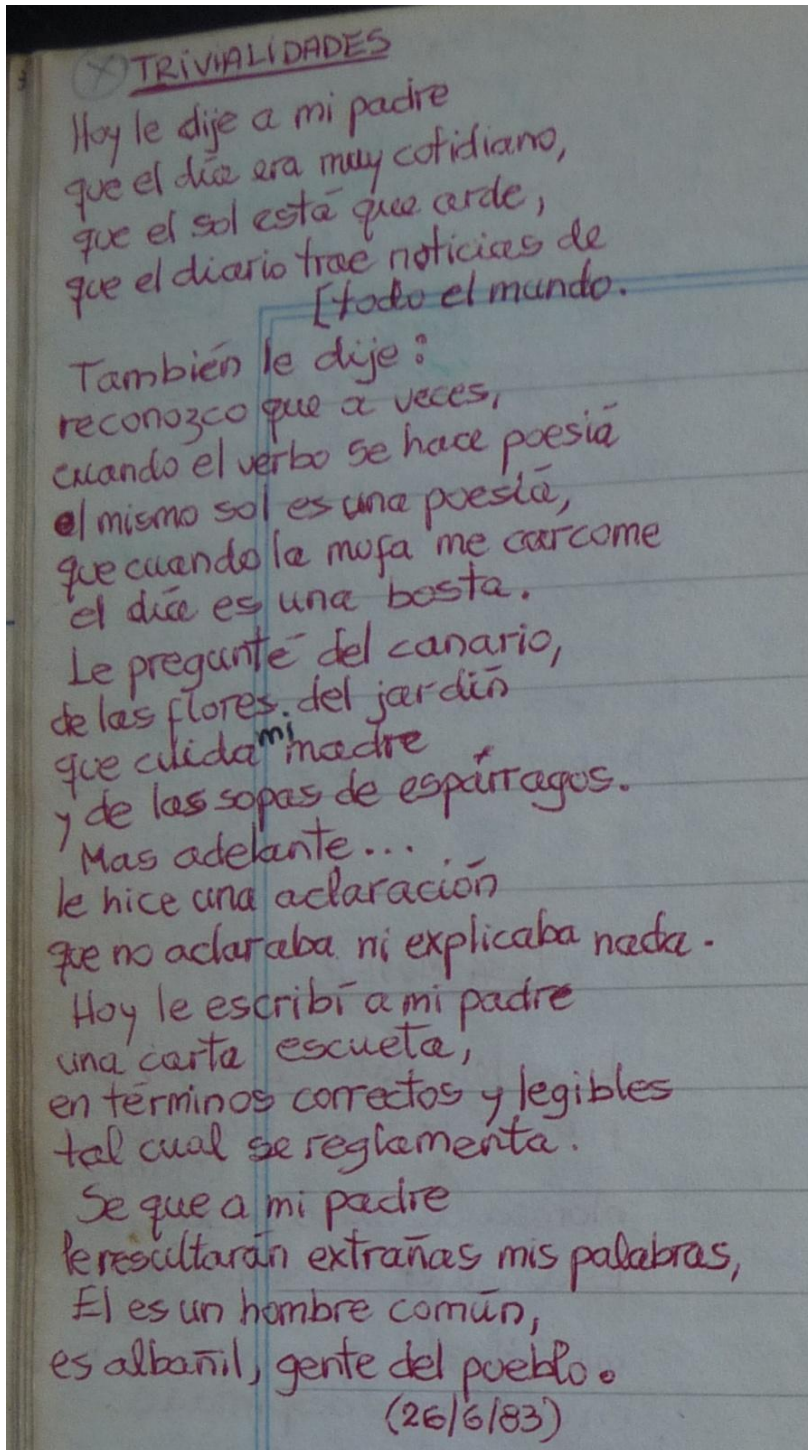 (X) TRIVIALIDADES
Hoy le dije a mi padre
que el día era muy cotidiano,
que el sol está que arde,
que el diario trae noticias de
[todo el mundo.
También le dije:
reconozco que a veces,
cuando el verbo se hace poesía
el mismo sol es una poesía,
que cuando la mofa me carcome
el día es una bosta.
Le pregunté del canario,
de las flores. del jardín
que cuida mi madre
y de las sopas de espárragos.
Mas adelante...
le hice una aclaración
que no aclaraba ni explicaba nada.
Hoy le escribí a mi padre
una carta escueta,
en términos correctos y legibles
tal cual se reglamenta.
Se que a mi padre
le resultarán extrañas mis palabras,
El es un hombre común,
es albañil, gente del pueblo.
(26/6/83)